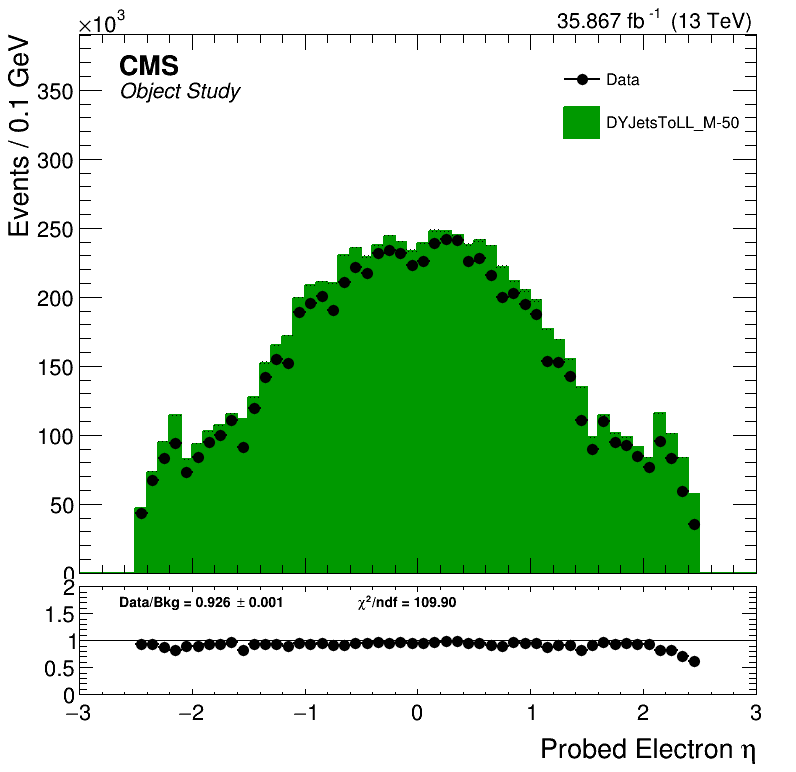 ×10³
35.867 fb⁻¹ (13 TeV)
Events / 0.1 GeV
CMS
Object Study
Data
DYJetsToLL_M-50
350
300
250
200
150
100
50
0
Data/Bkg = 0.926 ± 0.001
χ²/ndf = 109.90
2
1.5
1
0.5
0
−3
−2
−1
0
1
2
3
Probed Electron η